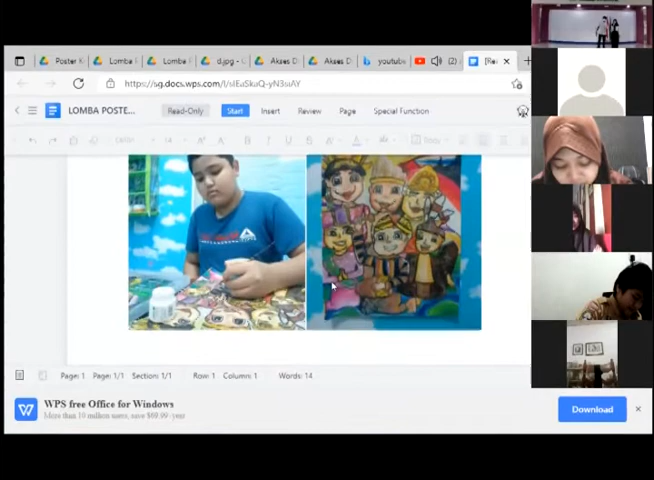 Poster K
Lomba
Lomba
d.jpg -
Akses D
Akses D
youtube
(2)
[Re
https://sg.docs.wps.com/l/
LOMBA POSTE...
Read-Only
Start
Insert
Review
Page
Special Function
Page: 1
Page: 1/1
Section: 1/1
Row: 1
Column: 1
Words: 14
WPS free Office for Windows
More than 10 million users, save $69.99 /year
Download